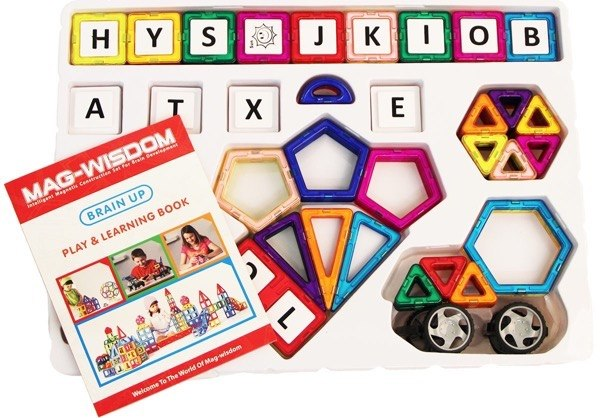 H Y S J K I O B
A T X E
MAG-WISDOM
Intelligent Magnetic Construction Set For Brain Development
BRAIN UP
PLAY & LEARNING BOOK
Welcome To The World Of Mag-wisdom
L